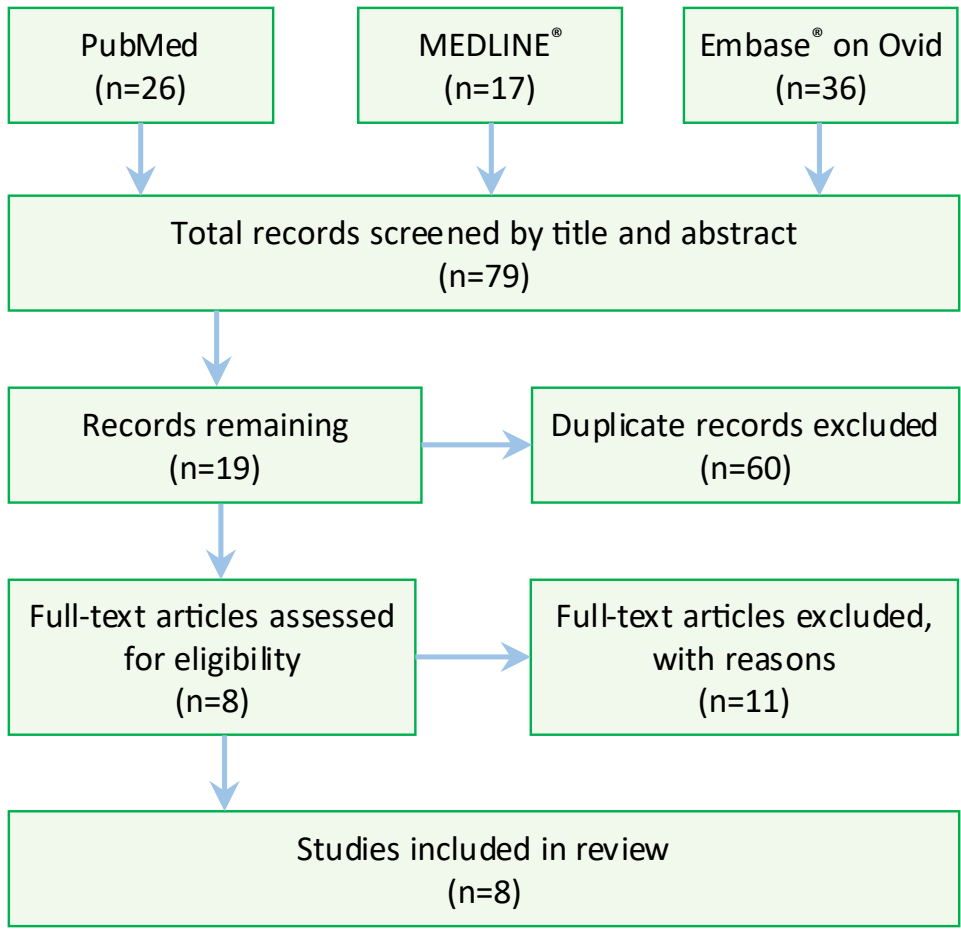 PubMed
(n=26)
MEDLINE®
(n=17)
Embase® on Ovid
(n=36)
Total records screened by title and abstract
(n=79)
Records remaining
(n=19)
Duplicate records excluded
(n=60)
Full-text articles assessed
for eligibility
(n=8)
Full-text articles excluded,
with reasons
(n=11)
Studies included in review
(n=8)